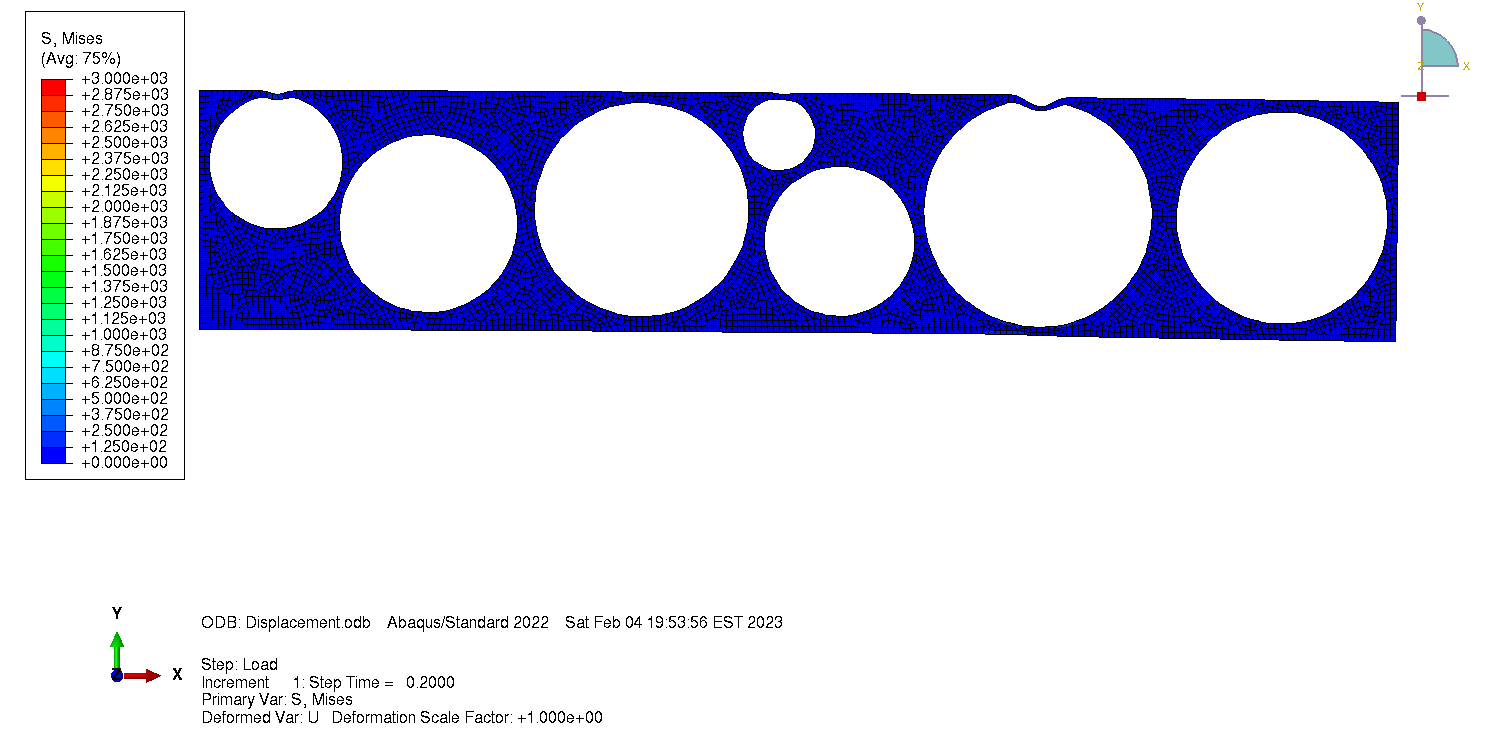 S, Mises
(Avg: 75%)
+3.000e+03
+2.875e+03
+2.750e+03
+2.625e+03
+2.500e+03
+2.375e+03
+2.250e+03
+2.125e+03
+2.000e+03
+1.875e+03
+1.750e+03
+1.625e+03
+1.500e+03
+1.375e+03
+1.250e+03
+1.125e+03
+1.000e+03
+8.750e+02
+7.500e+02
+6.250e+02
+5.000e+02
+3.750e+02
+2.500e+02
+1.250e+02
+0.000e+00
Y
Z X
Y
Z X
ODB: Displacement.odb Abaqus/Standard 2022 Sat Feb 04 19:53:56 EST 2023
Step: Load
Increment 1: Step Time = 0.2000
Primary Var: S, Mises
Deformed Var: U Deformation Scale Factor: +1.000e+00